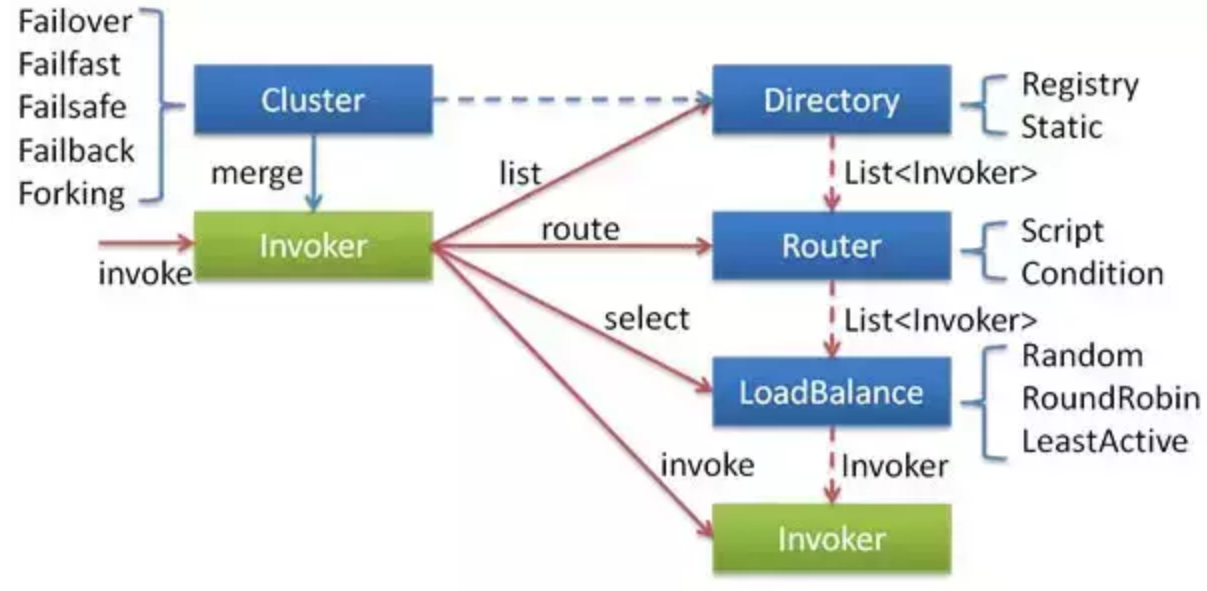 Failover
Failfast
Failsafe
Failback
Forking
Cluster
Directory
Registry
Static
merge
list
List<Invoker>
invoke
Invoker
route
Router
Script
Condition
select
List<Invoker>
LoadBalance
Random
RoundRobin
LeastActive
invoke
Invoker
Invoker